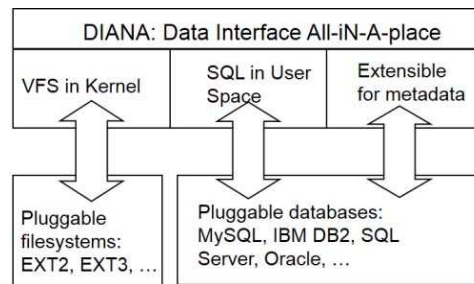 DIANA: Data Interface All-iN-A-place
VFS in Kernel
SQL in User
Space
Extensible
for metadata
Pluggable
filesystems:
EXT2, EXT3, ...
Pluggable databases:
MySQL, IBM DB2, SQL
Server, Oracle, ...